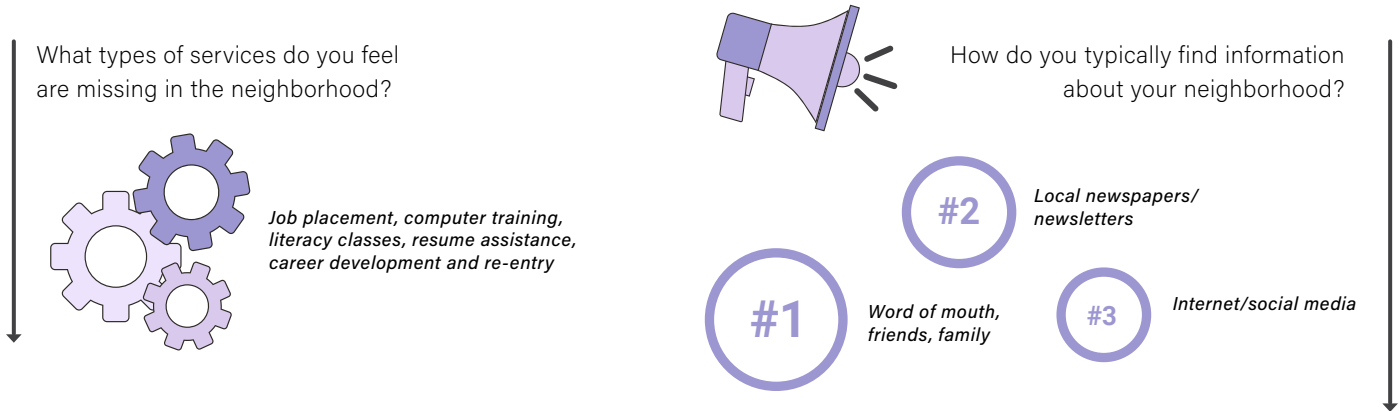 What types of services do you feel
are missing in the neighborhood?
Job placement, computer training,
literacy classes, resume assistance,
career development and re-entry
How do you typically find information
about your neighborhood?
#1
Word of mouth,
friends, family
#2
Local newspapers/
newsletters
#3
Internet/social media